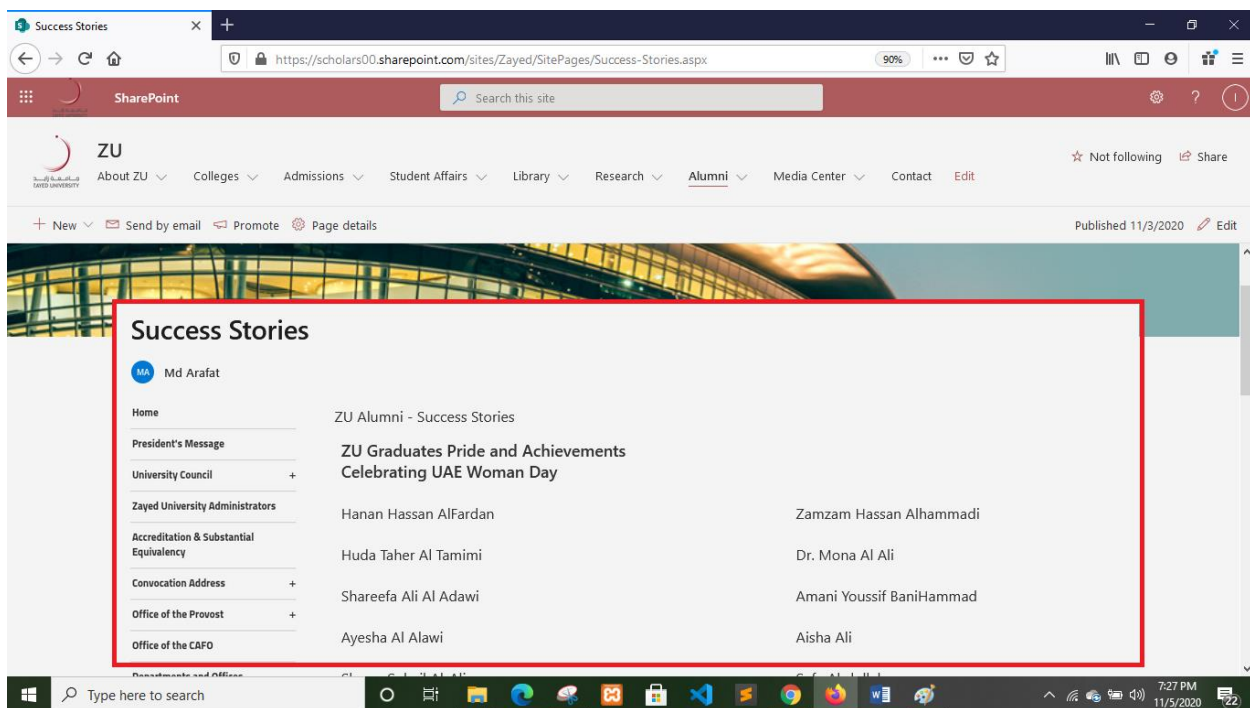 Success Stories
https://scholars00.sharepoint.com/sites/Zayed/SitePages/Success-Stories.aspx
90%
SharePoint
Search this site
?
I
ZAYED UNIVERSITY
ZU
Not following
Share
About ZU
Colleges
Admissions
Student Affairs
Library
Research
Alumni
Media Center
Contact
Edit
+ New
Send by email
Promote
Page details
Published 11/3/2020
Edit
Success Stories
MA
Md Arafat
Home
President's Message
University Council +
Zayed University Administrators
Accreditation & Substantial
Equivalency
Convocation Address +
Office of the Provost +
Office of the CAFO
Departments and Offices
ZU Alumni - Success Stories
ZU Graduates Pride and Achievements
Celebrating UAE Woman Day
Hanan Hassan AlFardan
Zamzam Hassan Alhammadi
Huda Taher Al Tamimi
Dr. Mona Al Ali
Shareefa Ali Al Adawi
Amani Youssif BaniHammad
Ayesha Al Alawi
Aisha Ali
Type here to search
7:27 PM
11/5/2020
22